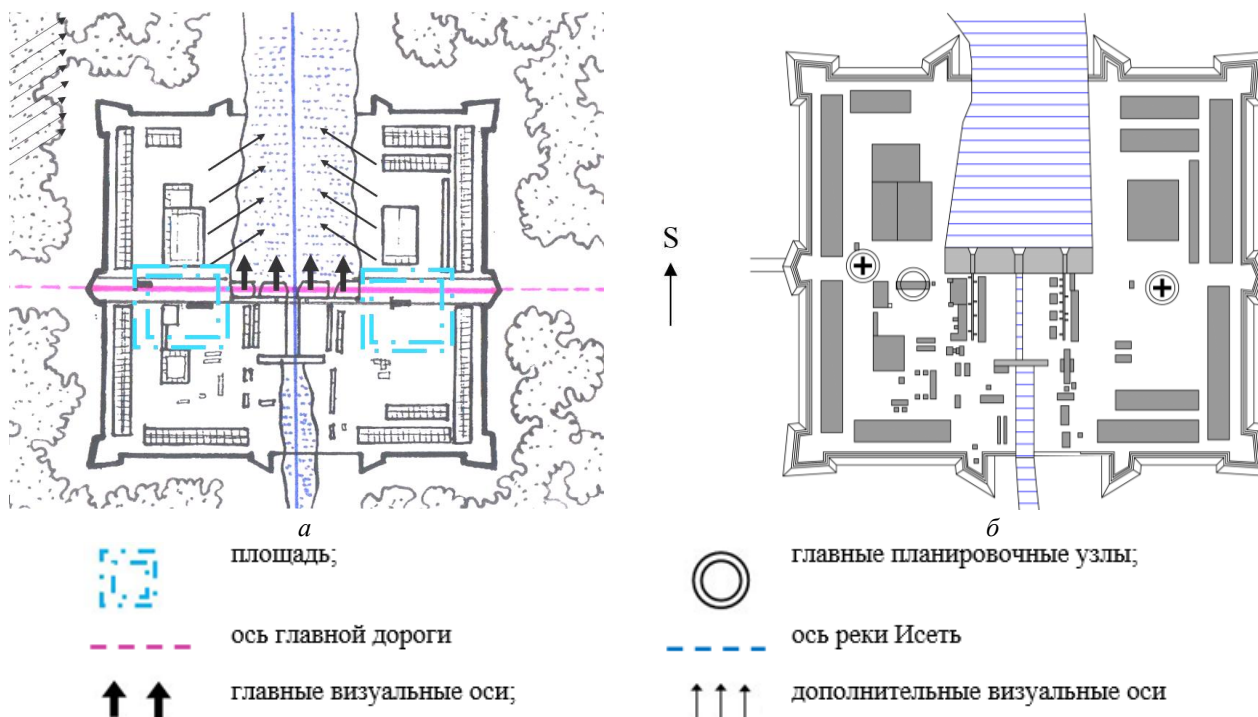 S
а
б
площадь;
главные планировочные узлы;
ось главной дороги
ось реки Исеть
главные визуальные оси;
дополнительные визуальные оси